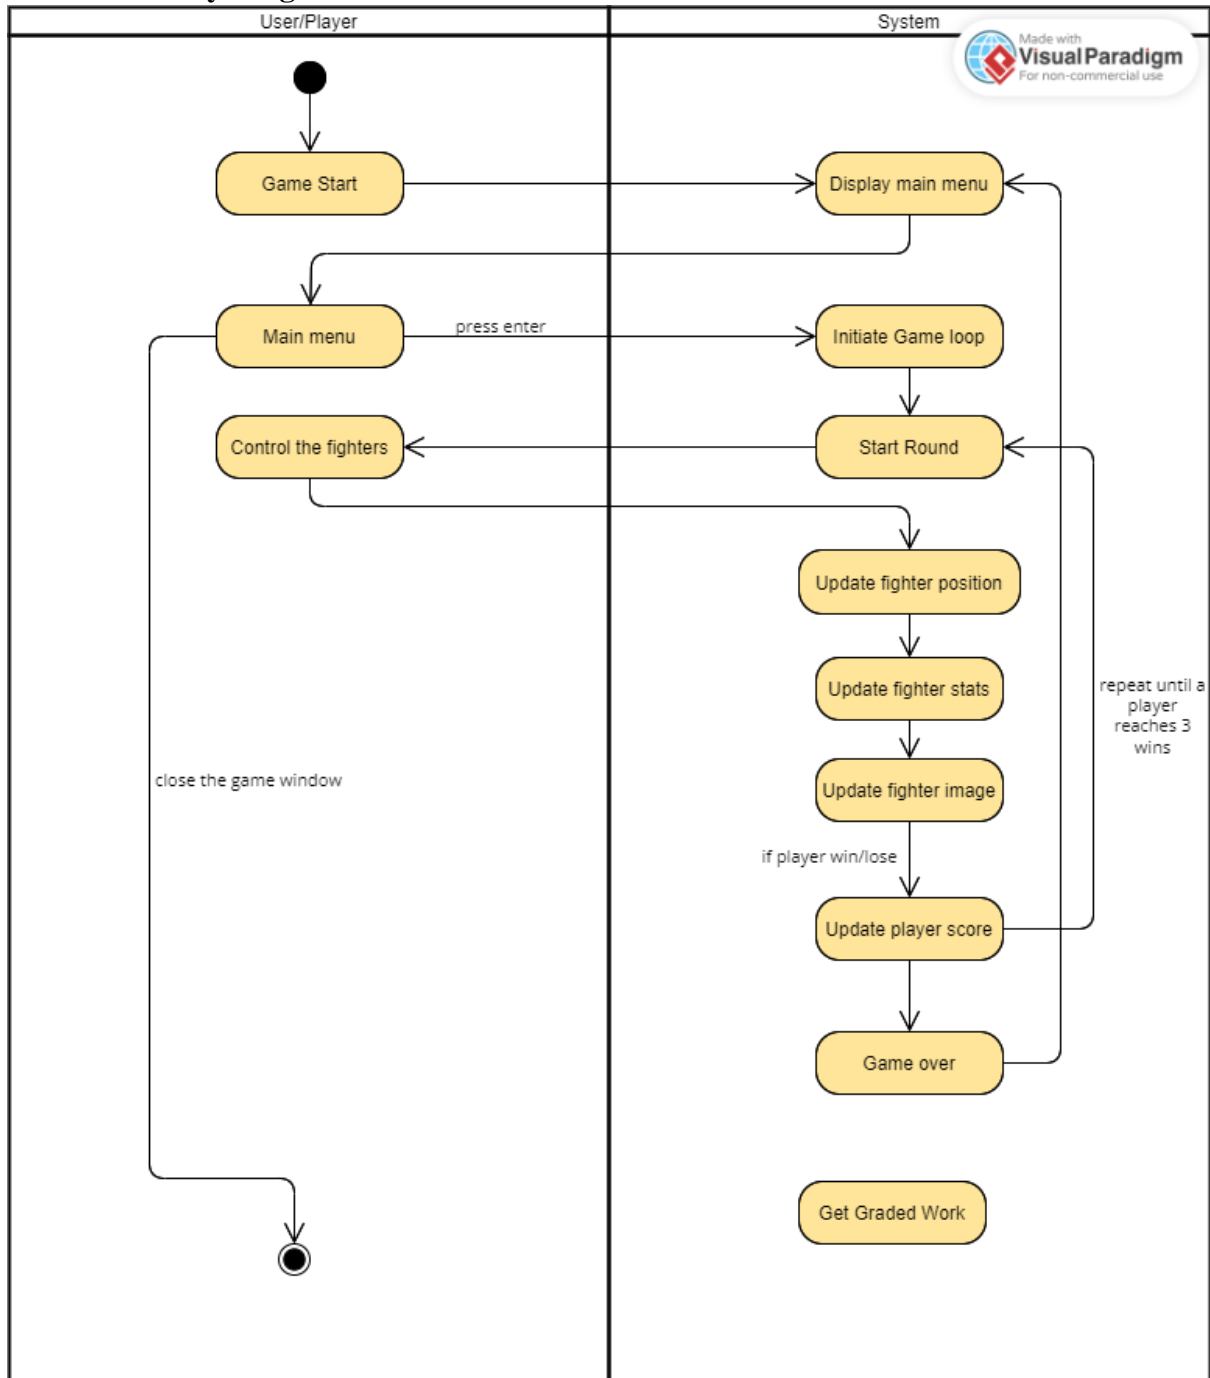 User/Player
System
Made with
Visual Paradigm
For non-commercial use
Game Start
Display main menu
Main menu
press enter
Initiate Game loop
Control the fighters
Start Round
Update fighter position
Update fighter stats
repeat until a
player
reaches 3
wins
close the game window
Update fighter image
if player win/lose
Update player score
Game over
Get Graded Work